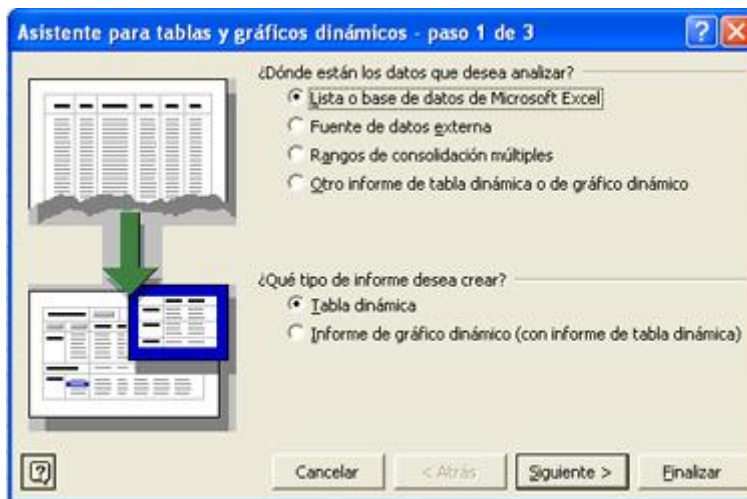 Asistente para tablas y gráficos dinámicos - paso 1 de 3
¿Dónde están los datos que desea analizar?
Lista o base de datos de Microsoft Excel
Fuente de datos externa
Rangos de consolidación múltiples
Otro informe de tabla dinámica o de gráfico dinámico
¿Qué tipo de informe desea crear?
Tabla dinámica
Informe de gráfico dinámico (con informe de tabla dinámica)
Cancelar
< Atrás
Siguiente >
Finalizar